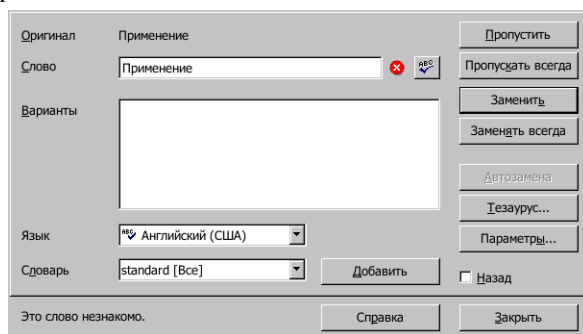 Оригинал Применение Пропустить
Слово Применение Пропускать всегда
Заменить
Варианты
Заменять всегда
Автозамена
Тезаурус...
Язык Английский (США) Параметры...
Словарь standard [Все] Добавить Назад
Это слово незнакомо. Справка Закрыть